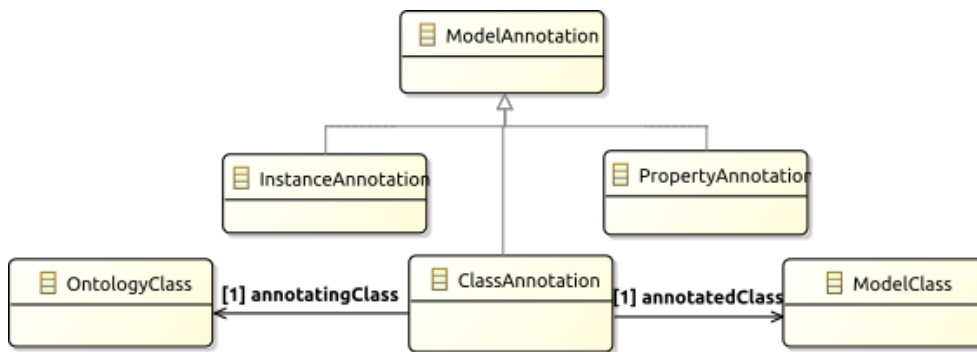 ModelAnnotation
InstanceAnnotation
PropertyAnnotation
OntologyClass
[1] annotatingClass
ClassAnnotation
[1] annotatedClass
ModelClass